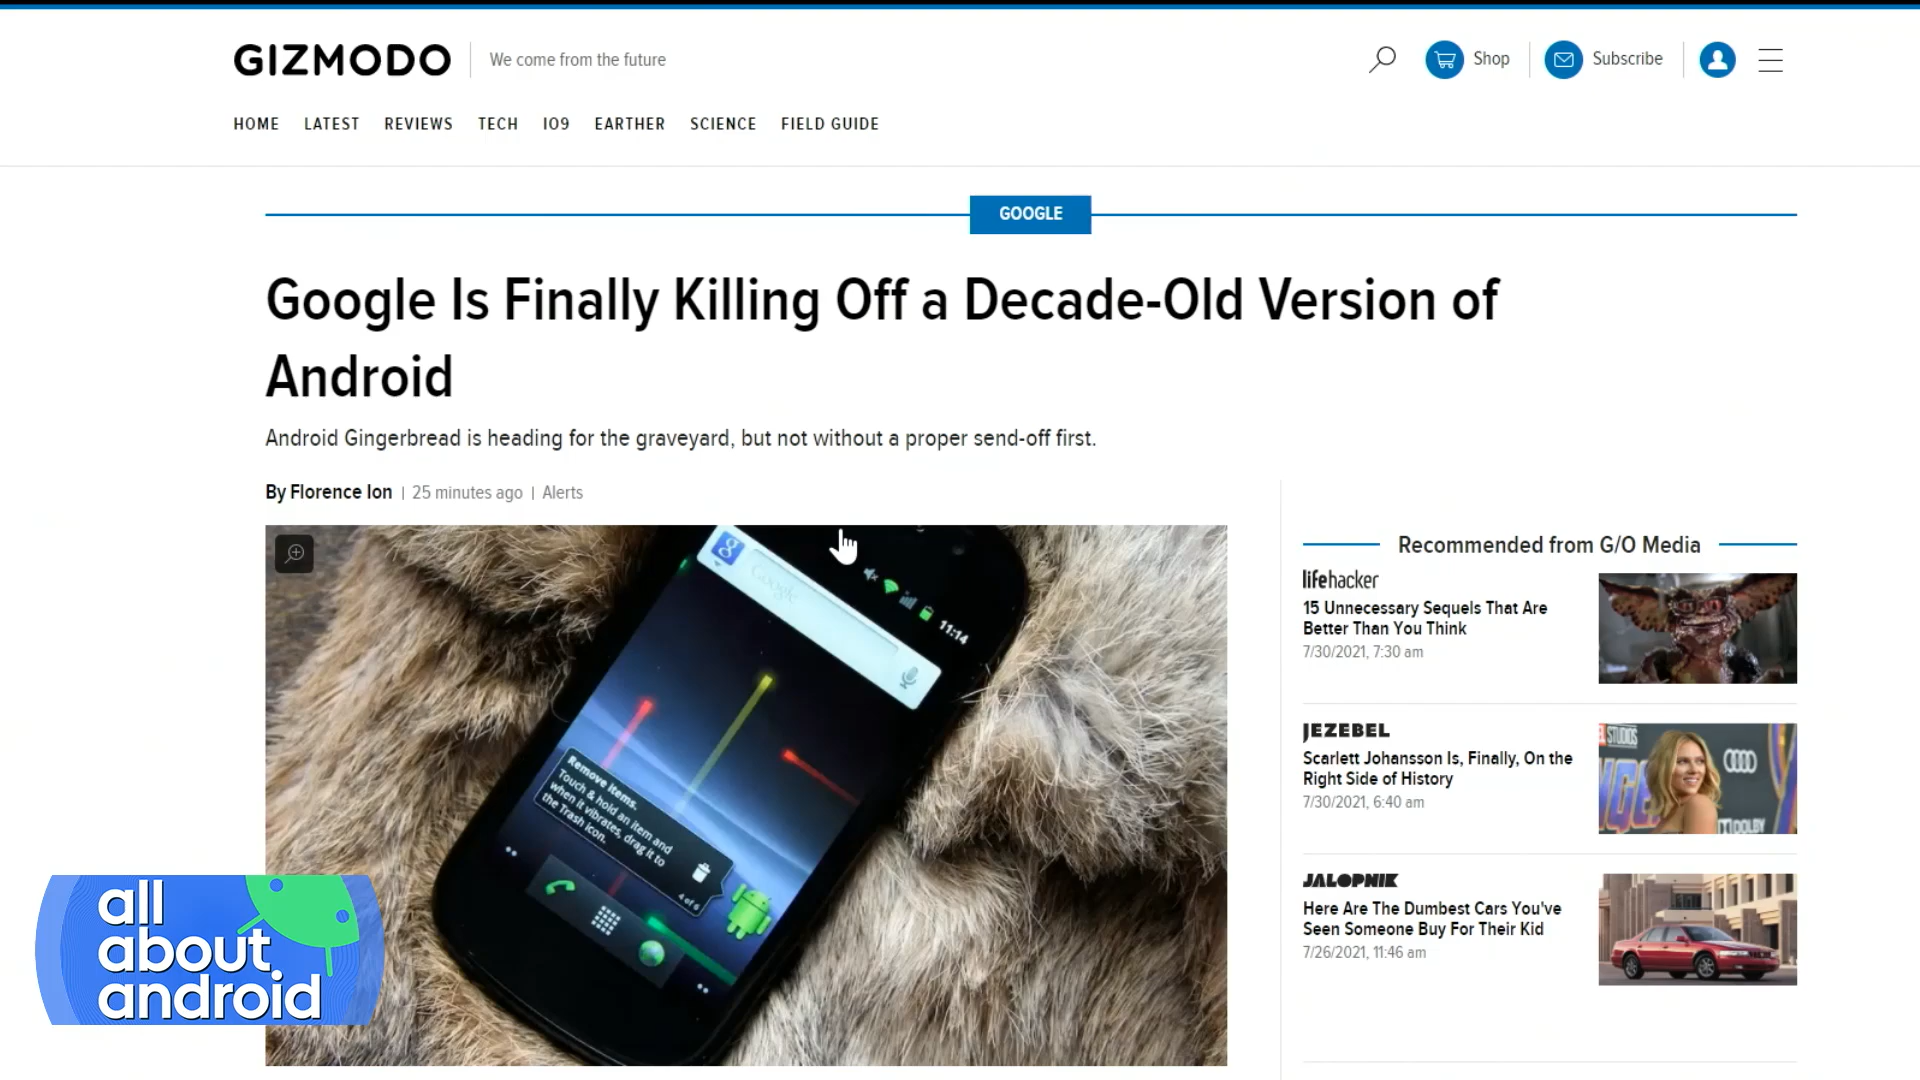 GIZMODO
We come from the future
Shop
Subscribe
HOME LATEST REVIEWS TECH IO9 EARTHER SCIENCE FIELD GUIDE
GOOGLE
Google Is Finally Killing Off a Decade-Old Version of
Android
Android Gingerbread is heading for the graveyard, but not without a proper send-off first.
By Florence Ion | 25 minutes ago | Alerts
g
Google
11:14
Remove items.
Touch & hold an item and
when it vibrates, drag it to
the Trash icon.
4 of 6
all
about
android
Recommended from G/O Media
lifehacker
15 Unnecessary Sequels That Are
Better Than You Think
7/30/2021, 7:30 am
JEZEBEL
Scarlett Johansson Is, Finally, On the
Right Side of History
7/30/2021, 6:40 am
STUDIOS
DOLBY
JALOPNIK
Here Are The Dumbest Cars You've
Seen Someone Buy For Their Kid
7/26/2021, 11:46 am